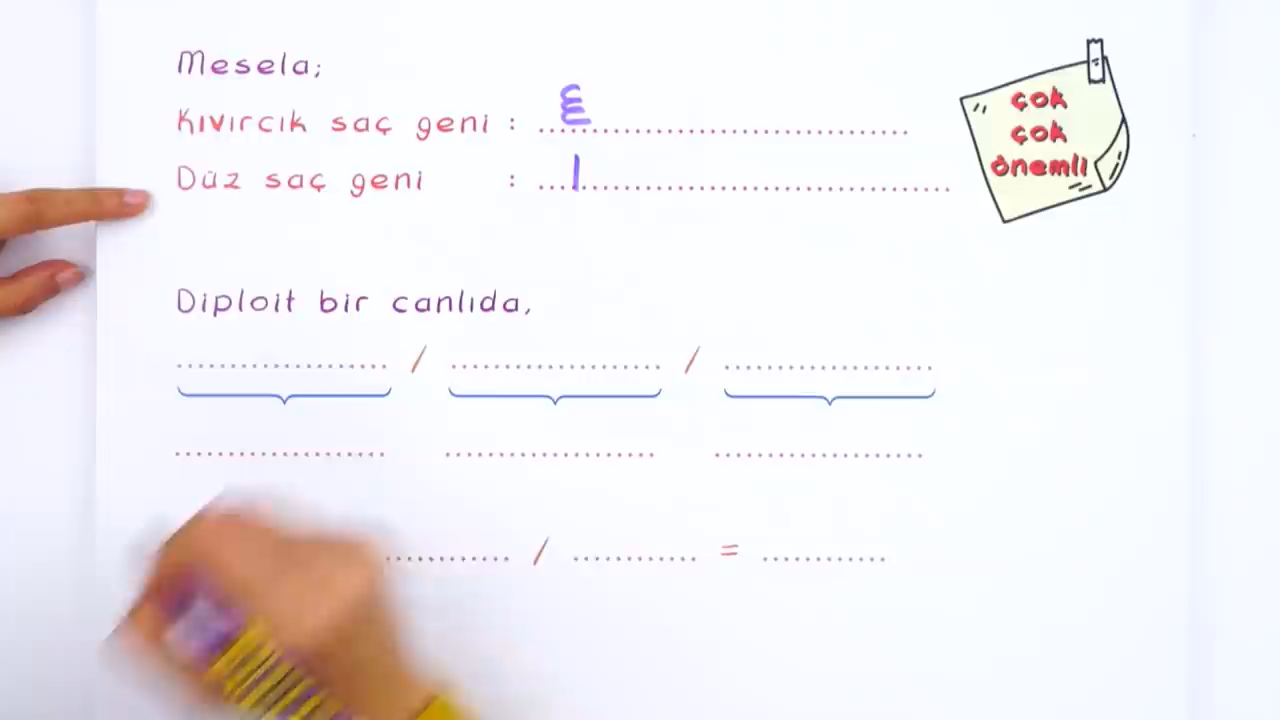 Mesela;
Kıvırcık saç geni : ...ع...
Düz saç geni : ...l...
çok
çok
önemli
Diploit bir canlıda,
/ /
/ =